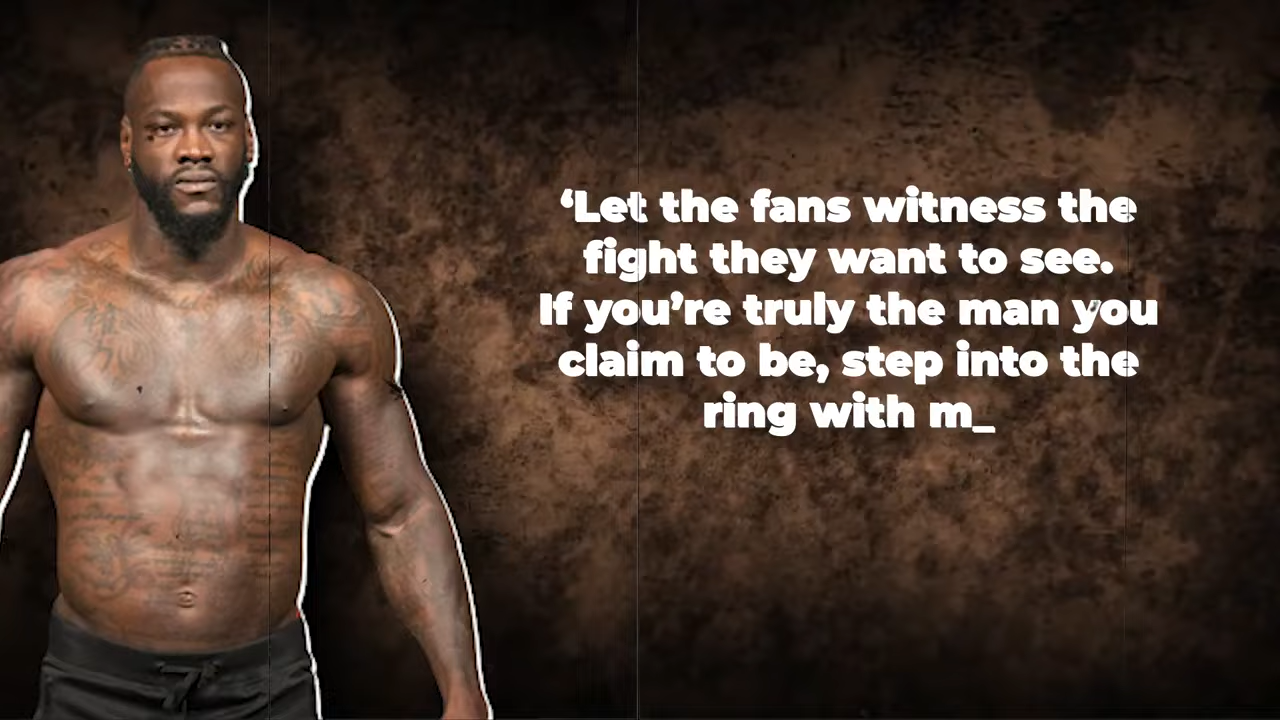 ‘Let the fans witness the
fight they want to see.
If you’re truly the man you
claim to be, step into the
ring with m_